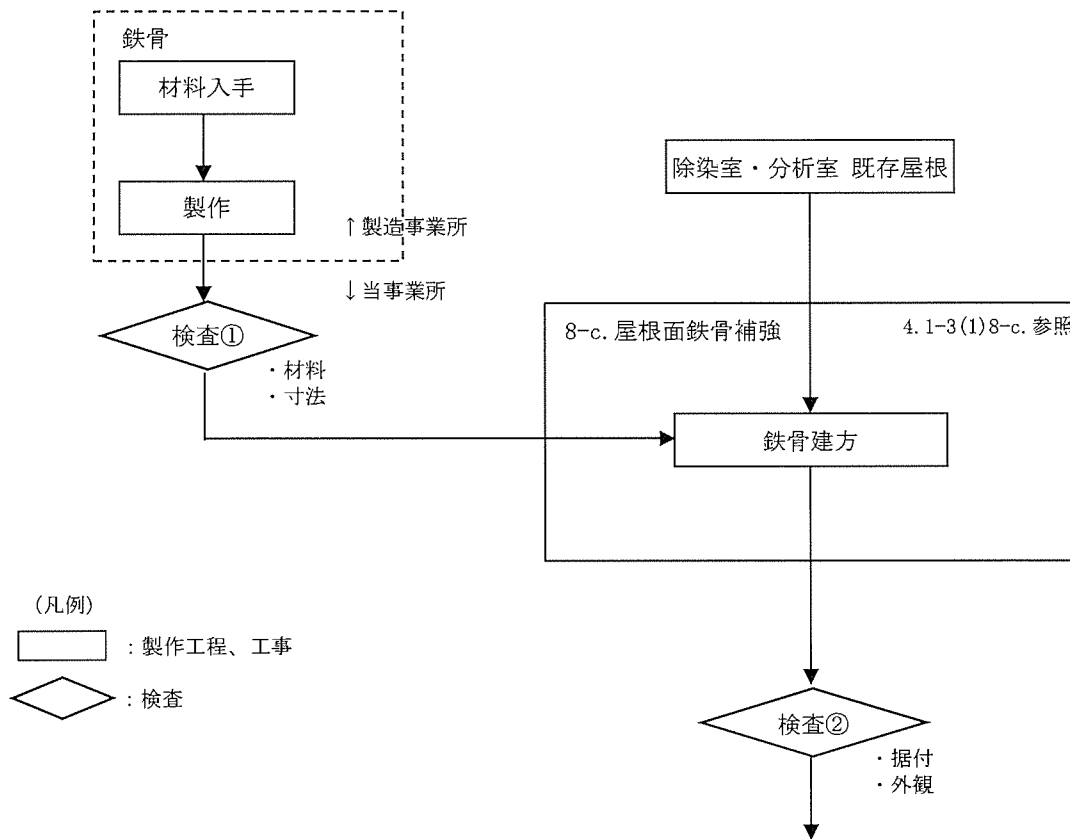 鉄骨
材料入手
製作
↑製造事業所
↓当事業所
検査①
・材料
・寸法
除染室・分析室 既存屋根
8-c. 屋根面鉄骨補強
4.1-3(1)8-c. 参照
鉄骨建方
検査②
・据付
・外観
(凡例)
：製作工程、工事
：検査